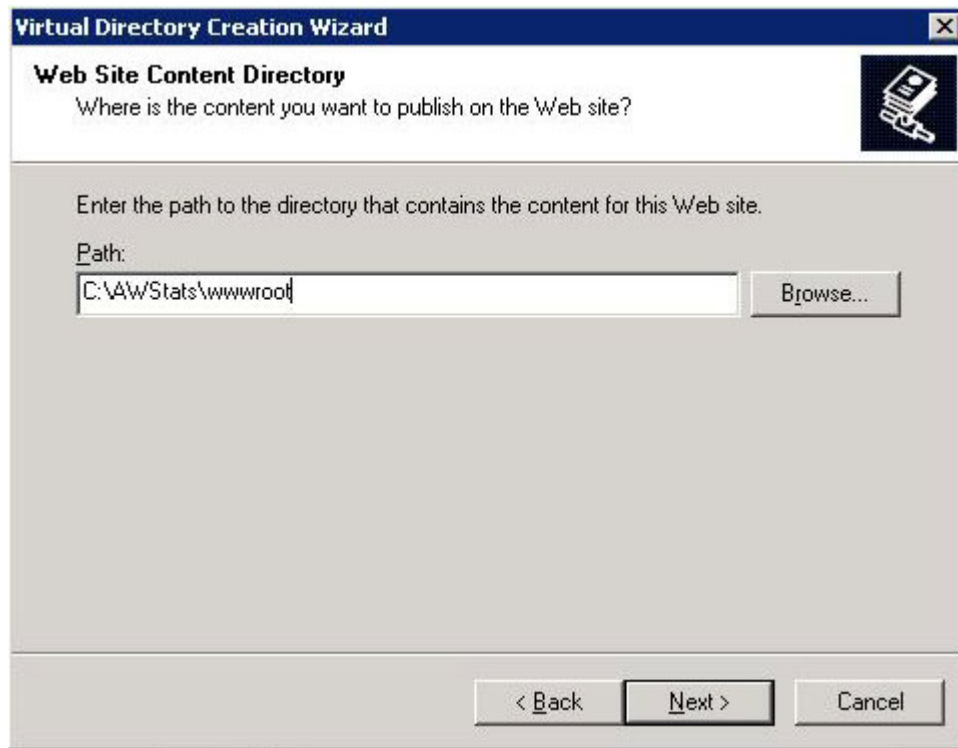 Virtual Directory Creation Wizard
Web Site Content Directory
Where is the content you want to publish on the Web site?
Enter the path to the directory that contains the content for this Web site.
Path:
C:\AWStats\wwwroot
Browse...
< Back
Next >
Cancel